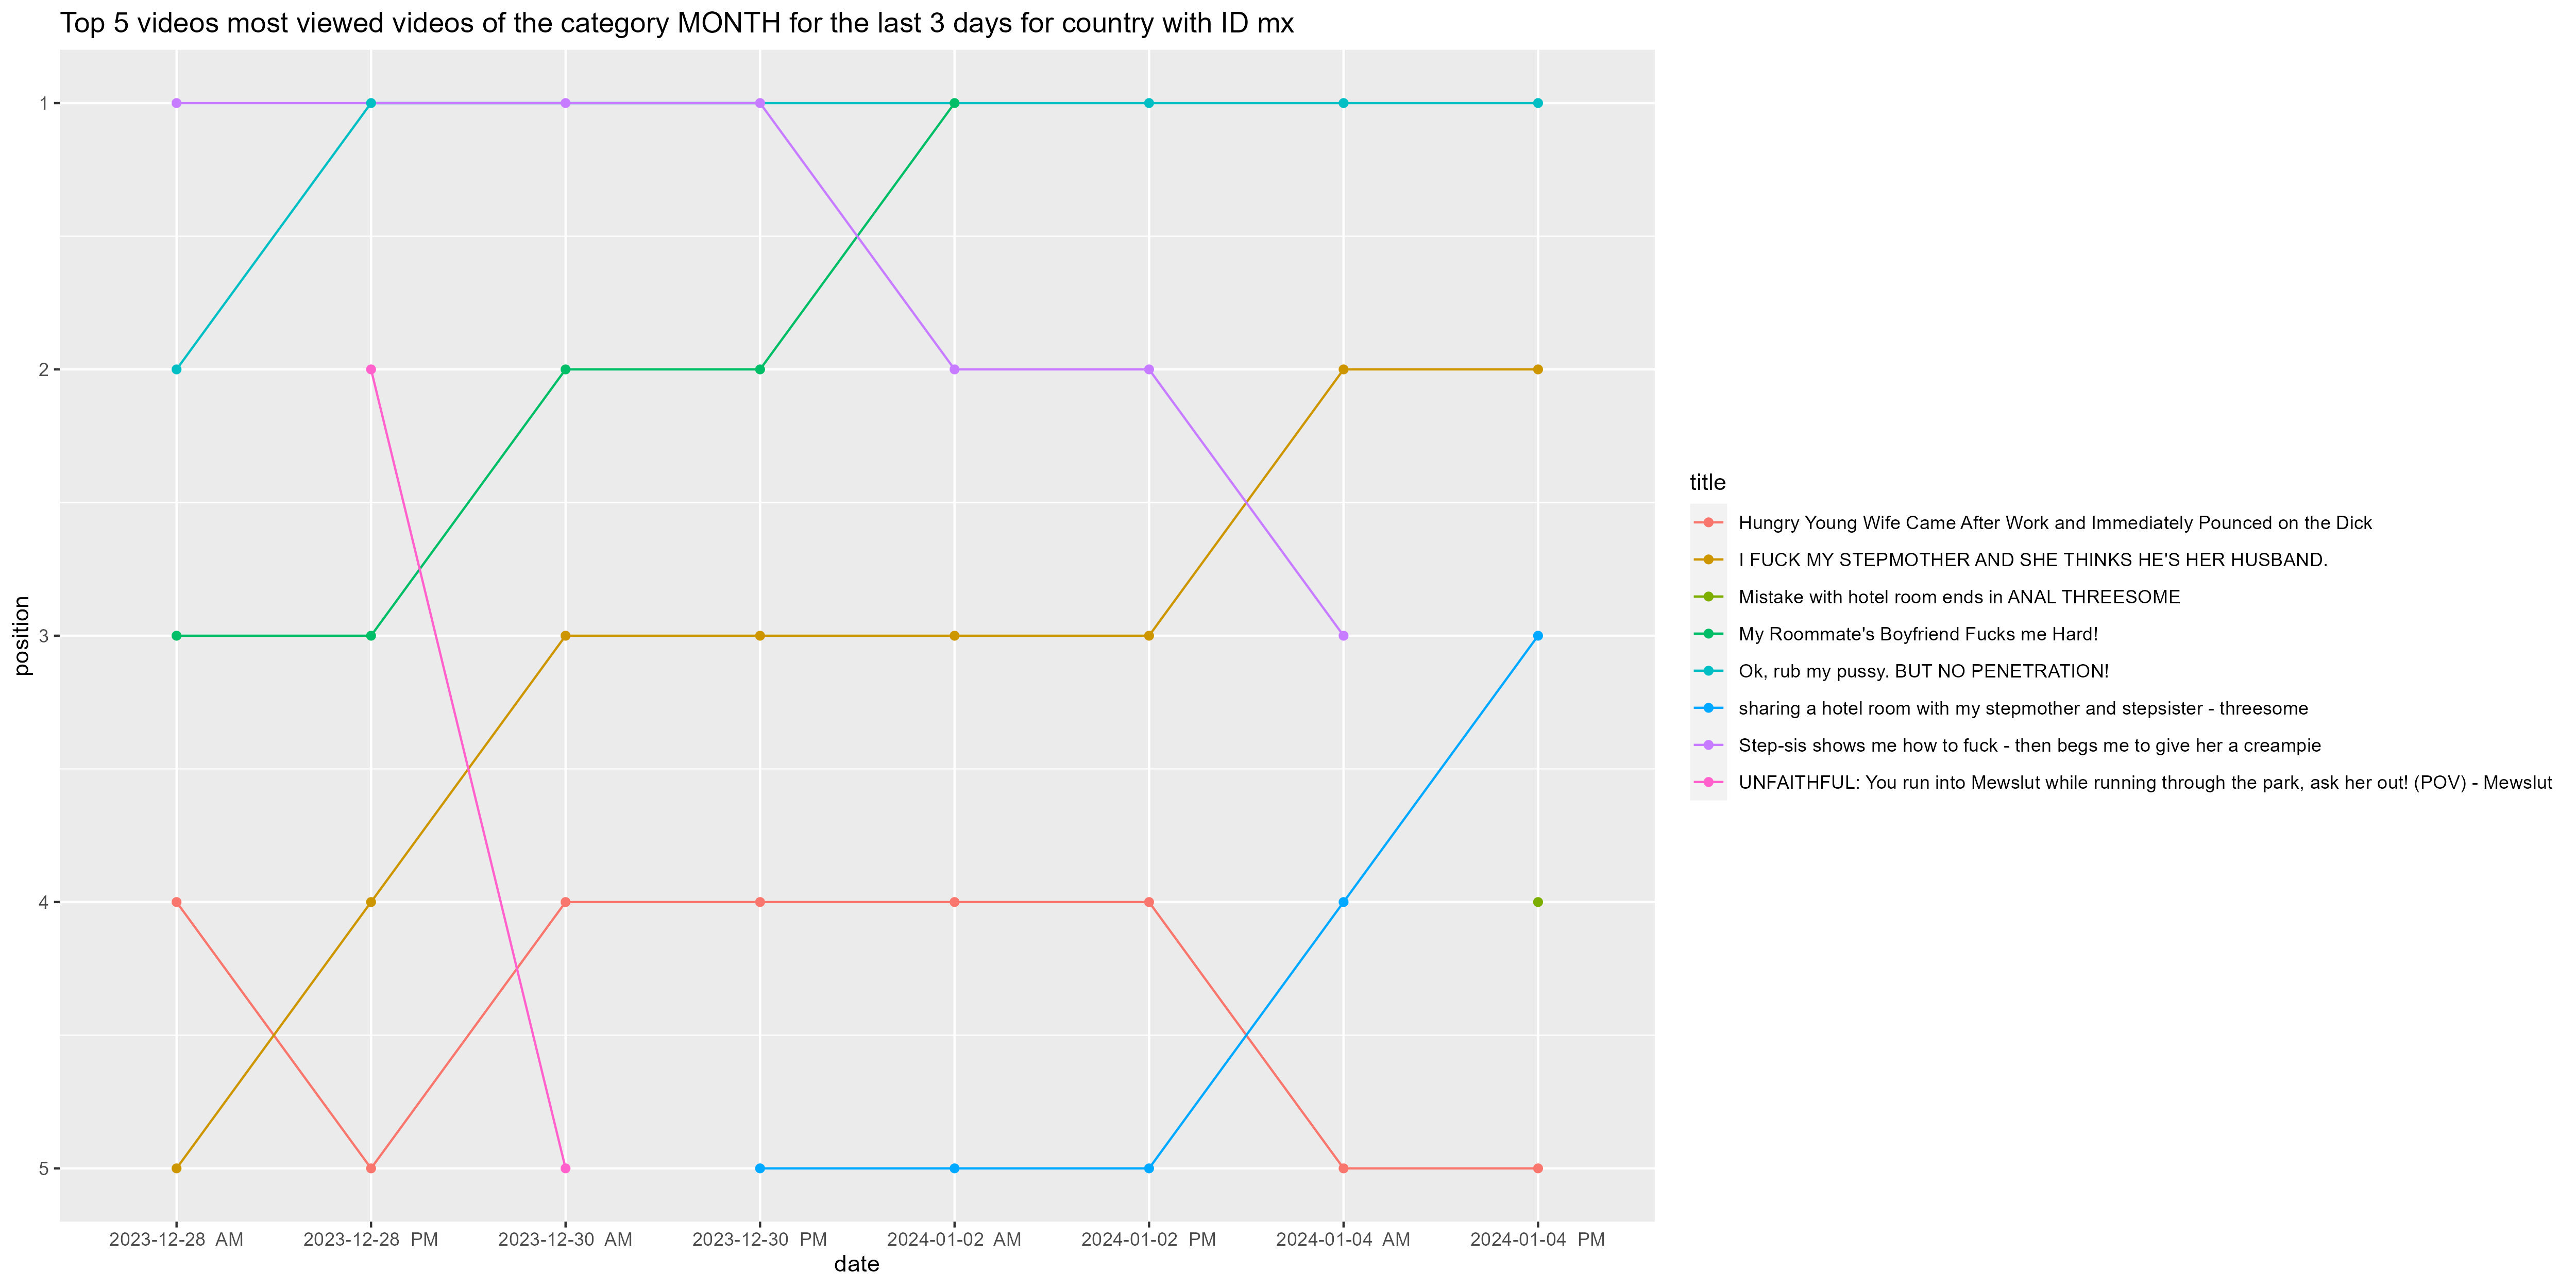 Top 5 videos most viewed videos of the category MONTH for the last 3 days for country with ID mx
position
1
2
3
4
5
2023-12-28 AM
2023-12-28 PM
2023-12-30 AM
2023-12-30 PM
2024-01-02 AM
2024-01-02 PM
2024-01-04 AM
2024-01-04 PM
date
title
Hungry Young Wife Came After Work and Immediately Pounced on the Dick
I FUCK MY STEPMOTHER AND SHE THINKS HE'S HER HUSBAND.
Mistake with hotel room ends in ANAL THREESOME
My Roommate's Boyfriend Fucks me Hard!
Ok, rub my pussy. BUT NO PENETRATION!
sharing a hotel room with my stepmother and stepsister - threesome
Step-sis shows me how to fuck - then begs me to give her a creampie
UNFAITHFUL: You run into Mewslut while running through the park, ask her out! (POV) - Mewslut